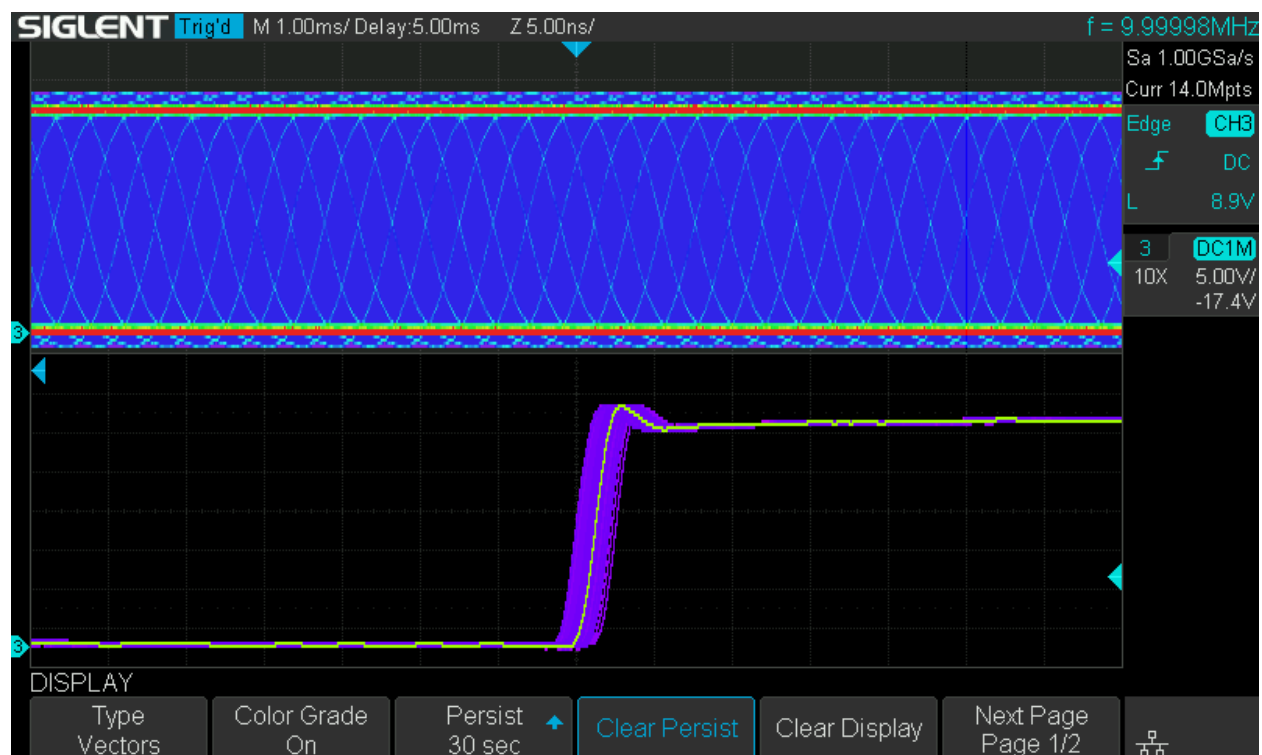 SIGLENT Trig'd M 1.00ms/ Delay:5.00ms Z 5.00ns/ f = 9.99998MHz
Sa 1.00GSa/s
Curr 14.0Mpts
Edge CH3
DC
L 8.9V
3 DC1M
10X 5.00V/
-17.4V
3
3
DISPLAY
Type Color Grade Persist Clear Persist Clear Display Next Page
Vectors On 30 sec Page 1/2